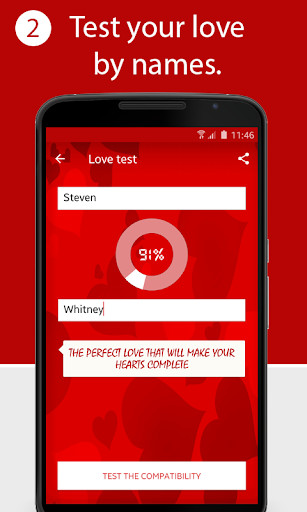 2 Test your love
by names.
11:46
Love test
Steven
91%
Whitney
THE PERFECT LOVE THAT WILL MAKE YOUR
HEARTS COMPLETE
TEST THE COMPATIBILITY